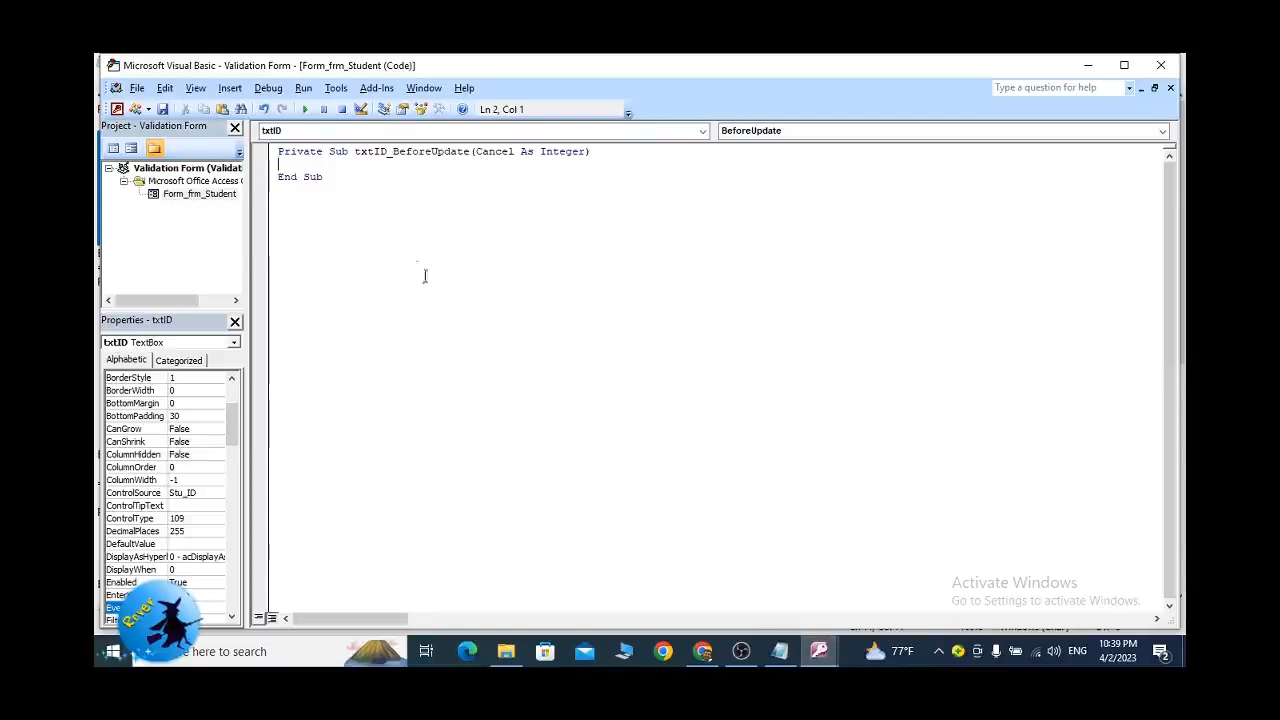 Microsoft Visual Basic - Validation Form - [Form_frm_Student (Code)]
File Edit View Insert Format Debug Run Tools Add-Ins Window Help
Type a question for help
Ln 2, Col 1
Project - Validation Form
txtID
BeforeUpdate
Private Sub txtID_BeforeUpdate(Cancel As Integer)
End Sub
Validation Form (Validat
Microsoft Office Access C
Form_frm_Student
Properties - txtID
txtID TextBox
Alphabetic Categorized
BorderStyle 1
BorderWidth 0
BottomMargin 0
BottomPadding 30
CanGrow False
CanShrink False
ColumnHidden False
ColumnOrder 0
ColumnWidth -1
ControlSource Stu_ID
ControlTipText
ControlType 109
DecimalPlaces 255
DefaultValue
DisplayAsHyperl 0 - acDisplayAs
DisplayWhen 0
Enabled True
Enter
Eve
Raver
Activate Windows
Go to Settings to activate Windows.
here to search
77°F
ENG
10:39 PM
4/2/2023
2